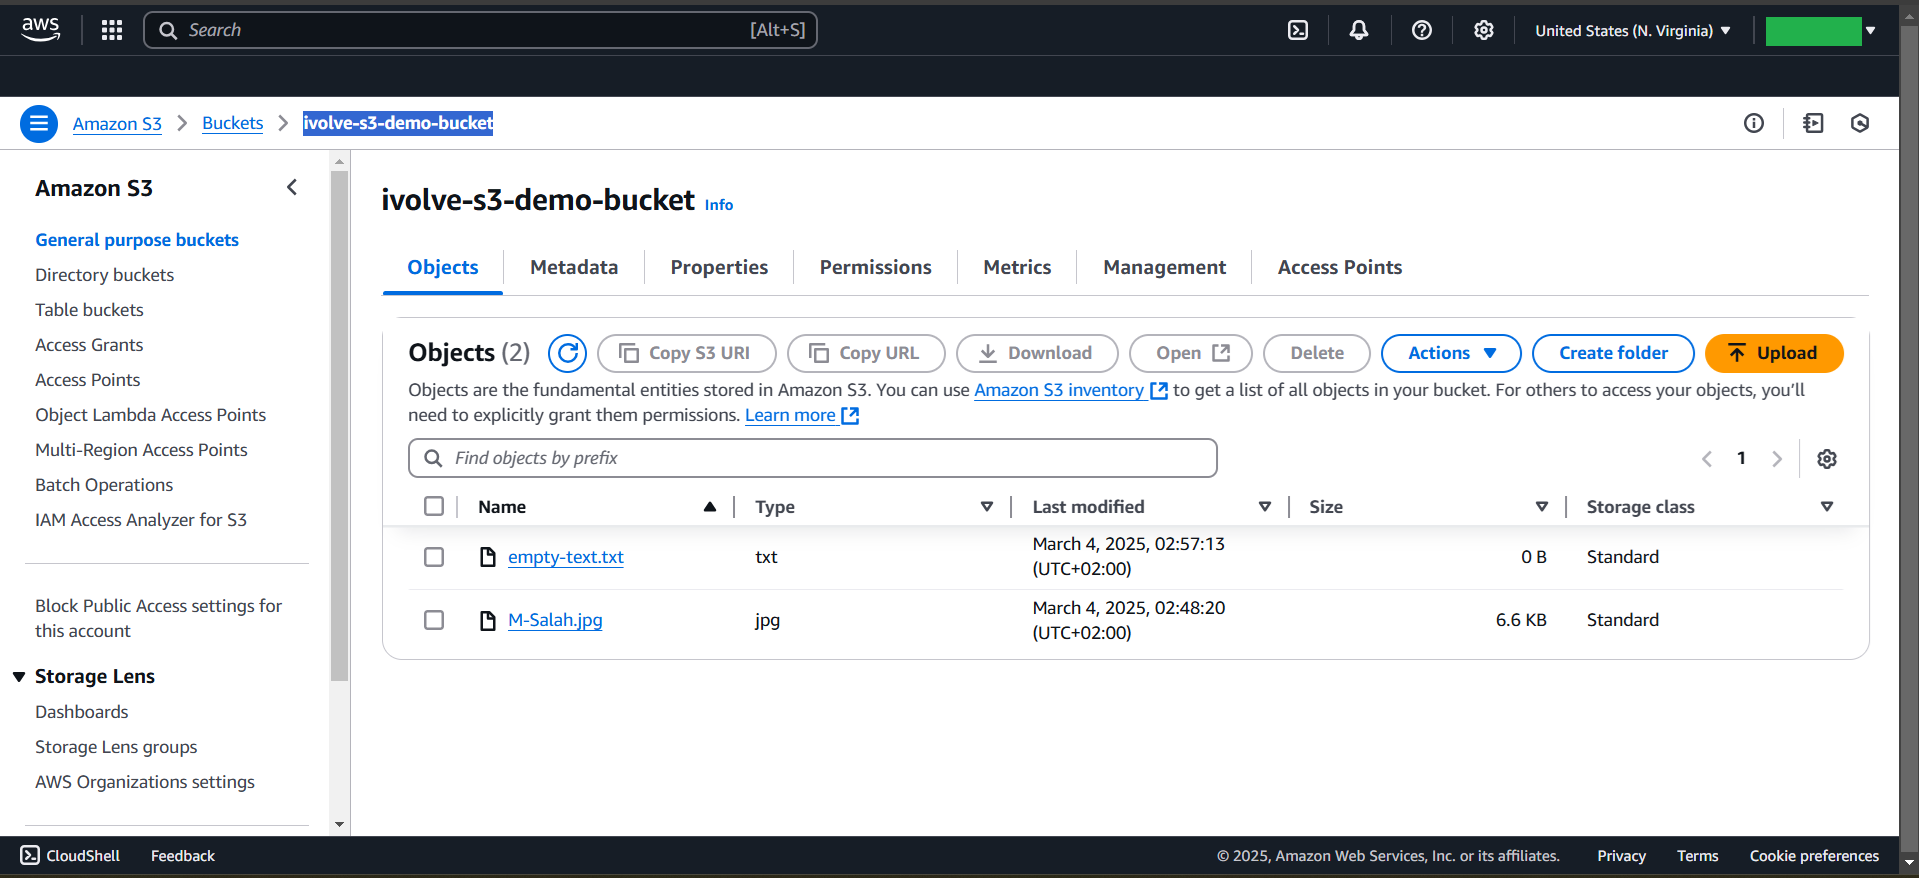 aws
Search [Alt+S]
United States (N. Virginia)
Amazon S3 Buckets ivolve-s3-demo-bucket
Amazon S3
General purpose buckets
Directory buckets
Table buckets
Access Grants
Access Points
Object Lambda Access Points
Multi-Region Access Points
Batch Operations
IAM Access Analyzer for S3
Block Public Access settings for
this account
Storage Lens
Dashboards
Storage Lens groups
AWS Organizations settings
ivolve-s3-demo-bucket Info
Objects Metadata Properties Permissions Metrics Management Access Points
Objects (2) Copy S3 URI Copy URL Download Open Delete Actions Create folder Upload
Objects are the fundamental entities stored in Amazon S3. You can use Amazon S3 inventory to get a list of all objects in your bucket. For others to access your objects, you’ll
need to explicitly grant them permissions. Learn more
Find objects by prefix
1
Name Type Last modified Size Storage class
empty-text.txt txt March 4, 2025, 02:57:13 (UTC+02:00) 0 B Standard
M-Salah.jpg jpg March 4, 2025, 02:48:20 (UTC+02:00) 6.6 KB Standard
CloudShell Feedback © 2025, Amazon Web Services, Inc. or its affiliates. Privacy Terms Cookie preferences